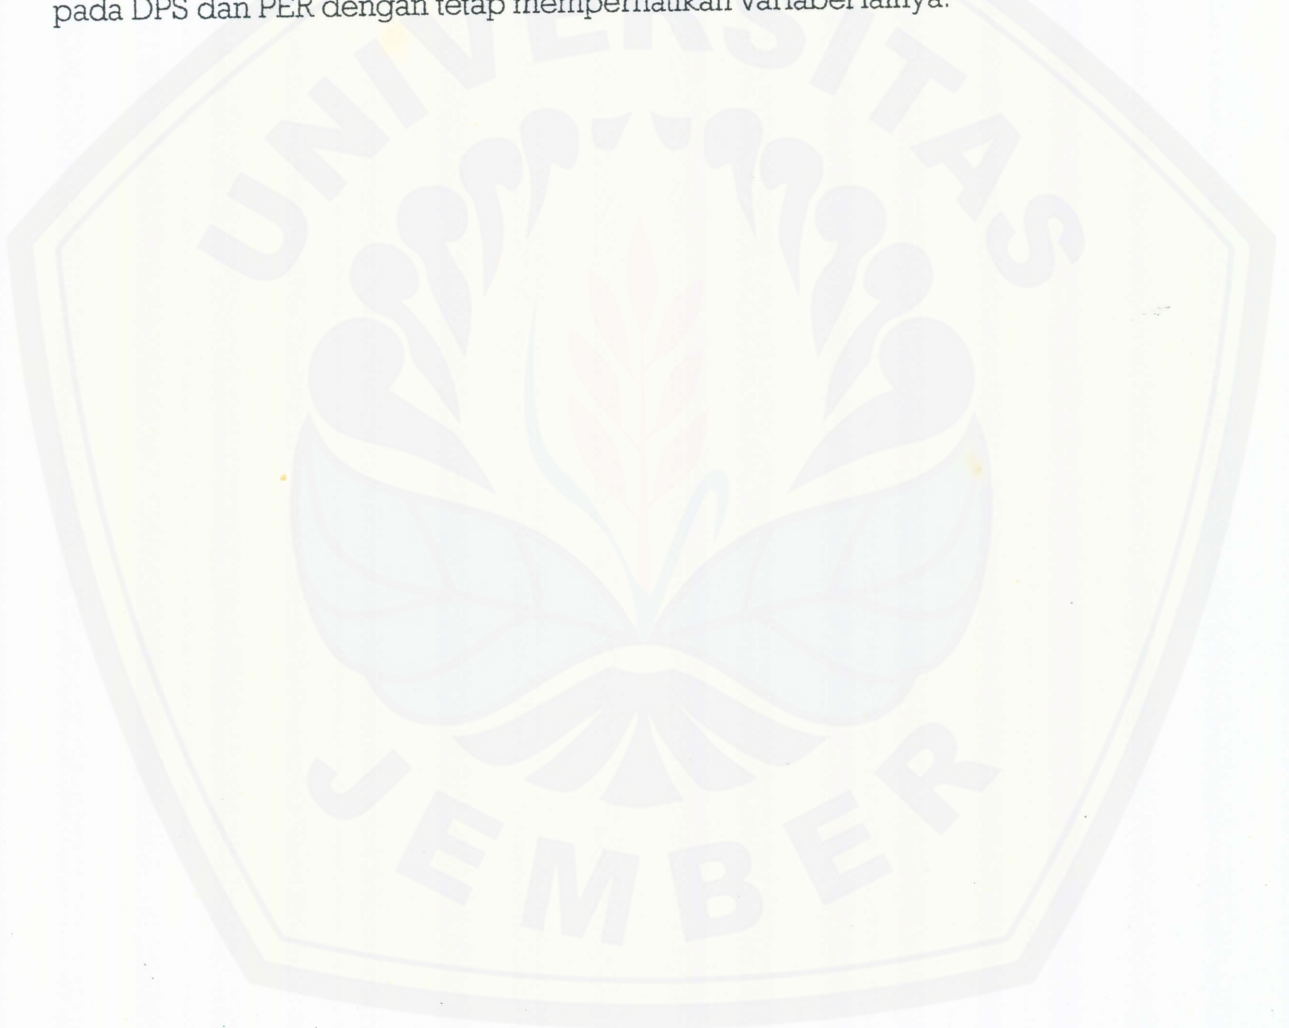 pada DPS dan PER dengan tetap memperhatikan variabel lainya.
UNIVERSITAS
JEMBER